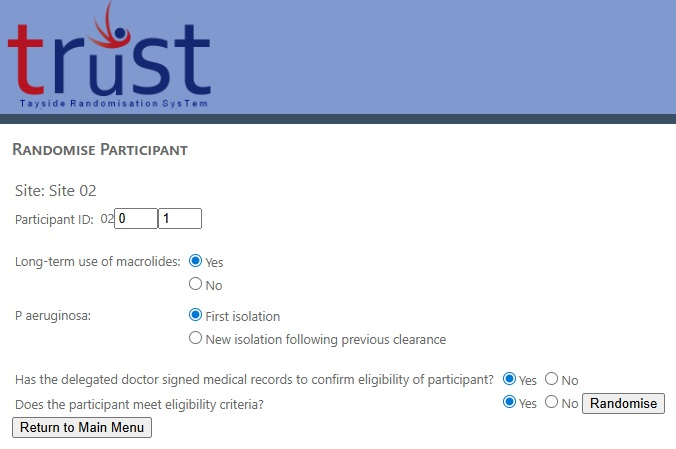 trust
Tayside Randomisation SysTem
Randomise Participant
Site: Site 02
Participant ID: 02 0 1
Long-term use of macrolides: Yes
No
P aeruginosa: First isolation
New isolation following previous clearance
Has the delegated doctor signed medical records to confirm eligibility of participant? Yes No
Does the participant meet eligibility criteria? Yes No Randomise
Return to Main Menu